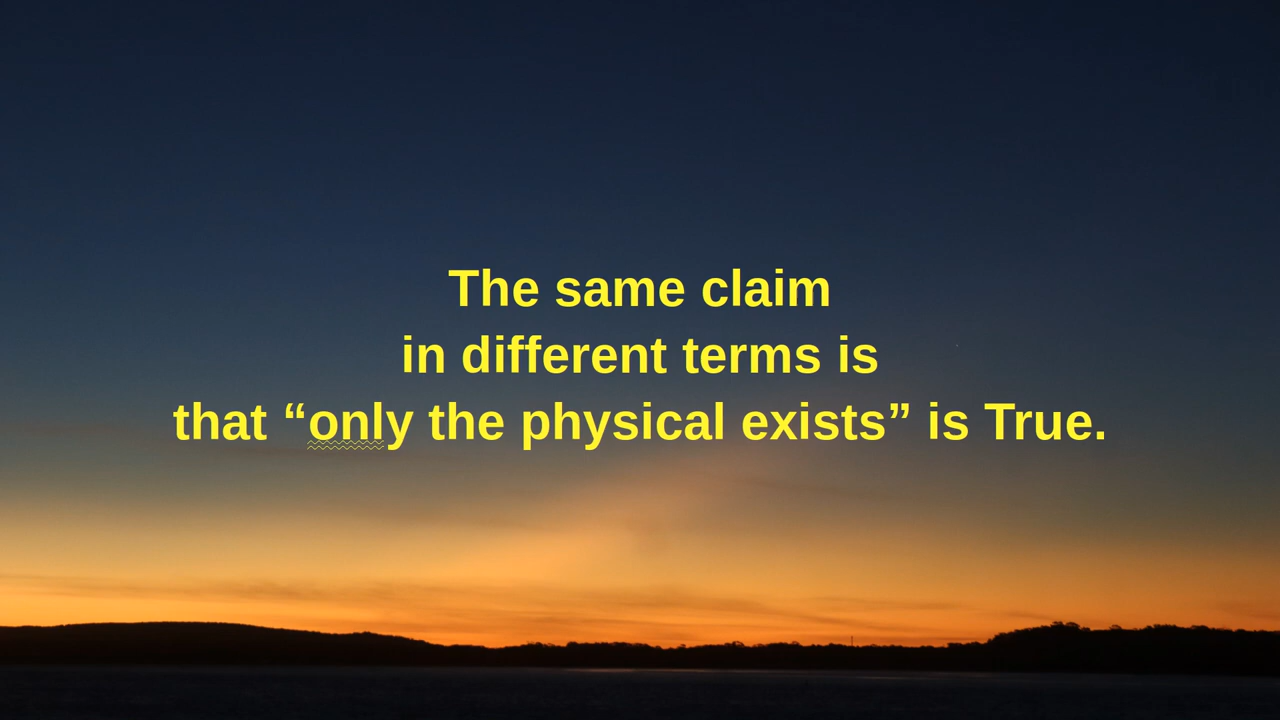 The same claim
in different terms is
that “only the physical exists” is True.